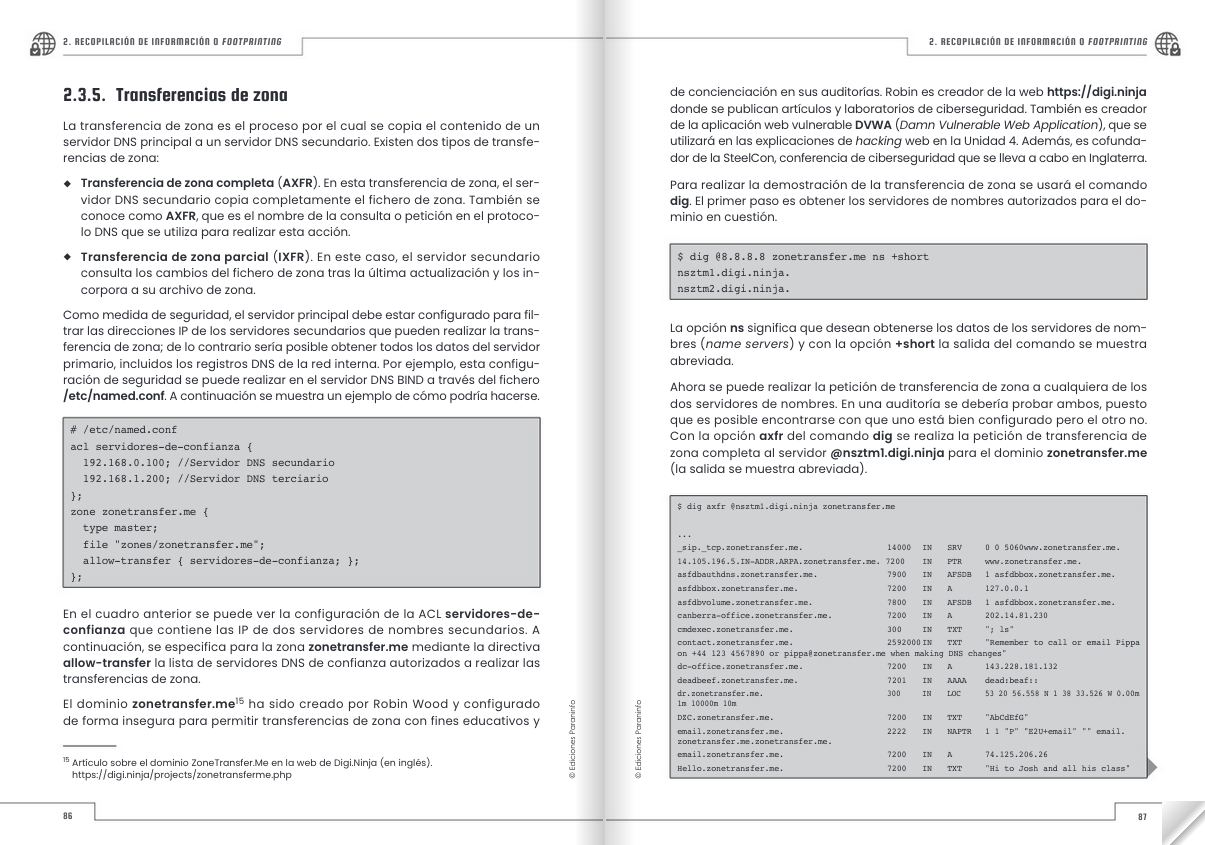 2. RECOPILACIÓN DE INFORMACIÓN O FOOTPRINTING
2.3.5. Transferencias de zona
La transferencia de zona es el proceso por el cual se copia el contenido de un
servidor DNS principal a un servidor DNS secundario. Existen dos tipos de transfe-
rencias de zona:
◆ Transferencia de zona completa (AXFR). En esta transferencia de zona, el ser-
vidor DNS secundario copia completamente el fichero de zona. También se
conoce como AXFR, que es el nombre de la consulta o petición en el protoco-
lo DNS que se utiliza para realizar esta acción.
◆ Transferencia de zona parcial (IXFR). En este caso, el servidor secundario
consulta los cambios del fichero de zona tras la última actualización y los in-
corpora a su archivo de zona.
Como medida de seguridad, el servidor principal debe estar configurado para fil-
trar las direcciones IP de los servidores secundarios que pueden realizar la trans-
ferencia de zona; de lo contrario sería posible obtener todos los datos del servidor
primario, incluidos los registros DNS de la red interna. Por ejemplo, esta configu-
ración de seguridad se puede realizar en el servidor DNS BIND a través del fichero
/etc/named.conf. A continuación se muestra un ejemplo de cómo podría hacerse.
# /etc/named.conf
acl servidores-de-confianza {
192.168.0.100; //Servidor DNS secundario
192.168.1.200; //Servidor DNS terciario
};
zone zonetransfer.me {
type master;
file "zones/zonetransfer.me";
allow-transfer { servidores-de-confianza; };
};
En el cuadro anterior se puede ver la configuración de la ACL servidores-de-
confianza que contiene las IP de dos servidores de nombres secundarios. A
continuación, se especifica para la zona zonetransfer.me mediante la directiva
allow-transfer la lista de servidores DNS de confianza autorizados a realizar las
transferencias de zona.
El dominio zonetransfer.me15 ha sido creado por Robin Wood y configurado
de forma insegura para permitir transferencias de zona con fines educativos y
15 Artículo sobre el dominio ZoneTransfer.Me en la web de Digi.Ninja (en inglés).
https://digi.ninja/projects/zonetransferme.php
© Ediciones Paraninfo
86
2. RECOPILACIÓN DE INFORMACIÓN O FOOTPRINTING
de concienciación en sus auditorías. Robin es creador de la web https://digi.ninja
donde se publican artículos y laboratorios de ciberseguridad. También es creador
de la aplicación web vulnerable DVWA (Damn Vulnerable Web Application), que se
utilizará en las explicaciones de hacking web en la Unidad 4. Además, es cofunda-
dor de la SteelCon, conferencia de ciberseguridad que se lleva a cabo en Inglaterra.
Para realizar la demostración de la transferencia de zona se usará el comando
dig. El primer paso es obtener los servidores de nombres autorizados para el do-
minio en cuestión.
$ dig @8.8.8.8 zonetransfer.me ns +short
nsztm1.digi.ninja.
nsztm2.digi.ninja.
La opción ns significa que desean obtenerse los datos de los servidores de nom-
bres (name servers) y con la opción +short la salida del comando se muestra
abreviada.
Ahora se puede realizar la petición de transferencia de zona a cualquiera de los
dos servidores de nombres. En una auditoría se debería probar ambos, puesto
que es posible encontrarse con que uno está bien configurado pero el otro no.
Con la opción axfr del comando dig se realiza la petición de transferencia de
zona completa al servidor @nsztm1.digi.ninja para el dominio zonetransfer.me
(la salida se muestra abreviada).
$ dig axfr @nsztm1.digi.ninja zonetransfer.me
...
_sip._tcp.zonetransfer.me. 14000 IN SRV 0 0 5060www.zonetransfer.me.
14.105.196.5.IN-ADDR.ARPA.zonetransfer.me. 7200 IN PTR www.zonetransfer.me.
asfdbauthdns.zonetransfer.me. 7900 IN AFSDB 1 asfdbbox.zonetransfer.me.
asfdbbox.zonetransfer.me. 7200 IN A 127.0.0.1
asfdbvolume.zonetransfer.me. 7800 IN AFSDB 1 asfdbbox.zonetransfer.me.
canberra-office.zonetransfer.me. 7200 IN A 202.14.81.230
cmdexec.zonetransfer.me. 300 IN TXT "; ls"
contact.zonetransfer.me. 2592000 IN TXT "Remember to call or email Pippa
on +44 123 4567890 or pippa@zonetransfer.me when making DNS changes"
dc-office.zonetransfer.me. 7200 IN A 143.228.181.132
deadbeef.zonetransfer.me. 7201 IN AAAA dead:beaf::
dr.zonetransfer.me. 300 IN LOC 53 20 56.558 N 1 38 33.526 W 0.00m
1m 10000m 10m
DZC.zonetransfer.me. 7200 IN TXT "AbCdEfG"
email.zonetransfer.me. 2222 IN NAPTR 1 1 "P" "E2U+email" "" email.
zonetransfer.me.zonetransfer.me.
email.zonetransfer.me. 7200 IN A 74.125.206.26
Hello.zonetransfer.me. 7200 IN TXT "Hi to Josh and all his class"
© Ediciones Paraninfo
87